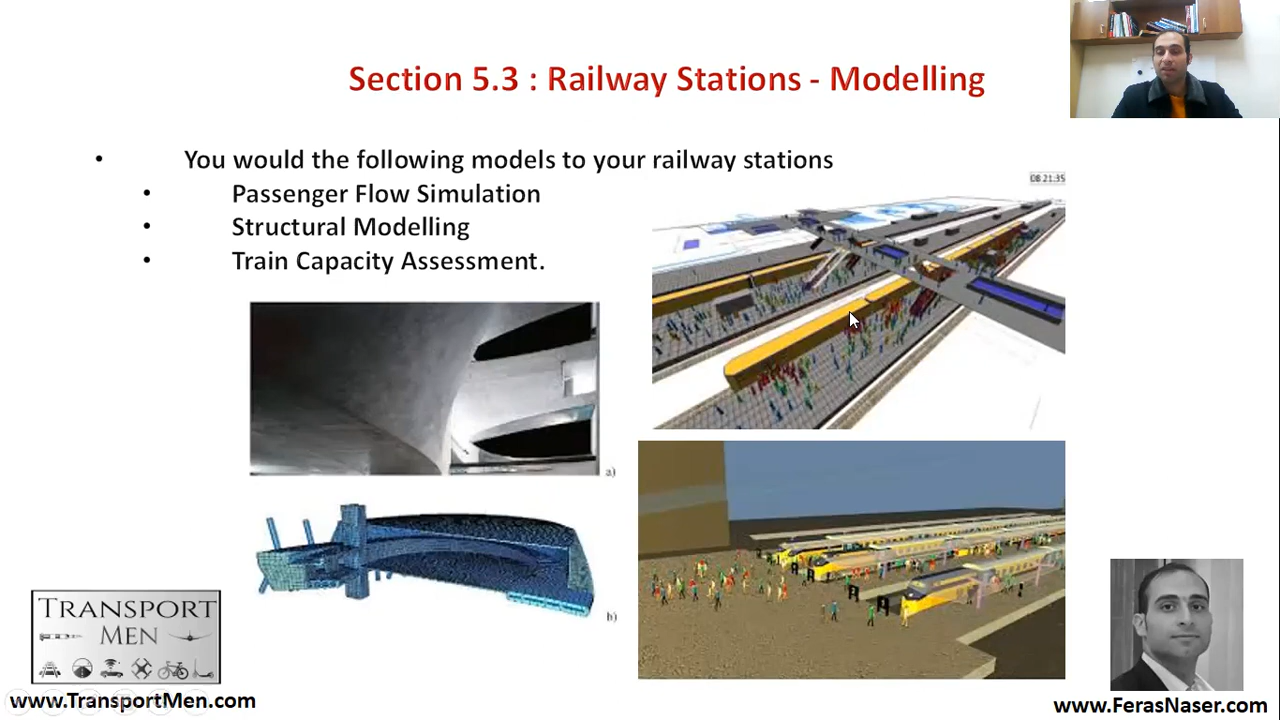 Section 5.3 : Railway Stations - Modelling
• You would the following models to your railway stations
• Passenger Flow Simulation
• Structural Modelling
• Train Capacity Assessment.
08:21:35
a)
b)
TRANSPORT
MEN
www.TransportMen.com
www.FerasNaser.com